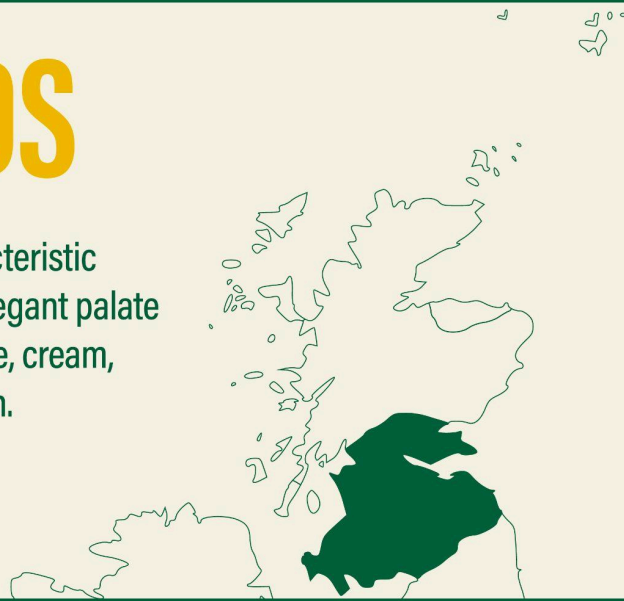 DS
cteristic
egant palate
e, cream,
n.